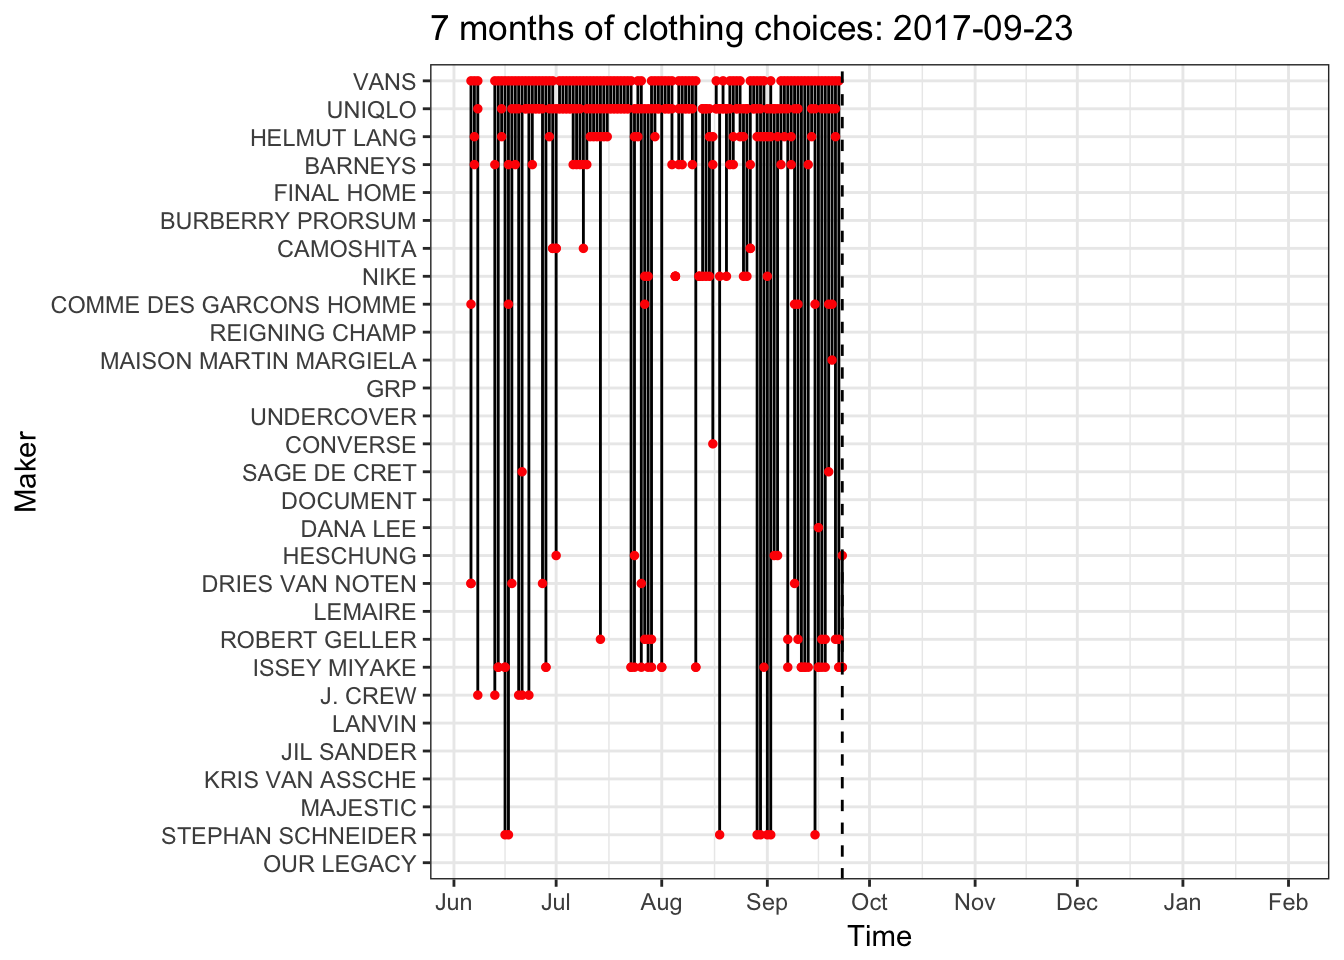 7 months of clothing choices: 2017-09-23
VANS
UNIQLO
HELMUT LANG
BARNEYS
FINAL HOME
BURBERRY PRORSUM
CAMOSHITA
NIKE
COMME DES GARCONS HOMME
REIGNING CHAMP
MAISON MARTIN MARGIELA
GRP
UNDERCOVER
CONVERSE
SAGE DE CRET
DOCUMENT
DANA LEE
HESCHUNG
DRIES VAN NOTEN
LEMAIRE
ROBERT GELLER
ISSEY MIYAKE
J. CREW
LANVIN
JIL SANDER
KRIS VAN ASSCHE
MAJESTIC
STEPHAN SCHNEIDER
OUR LEGACY
Maker
Jun Jul Aug Sep Oct Nov Dec Jan Feb
Time